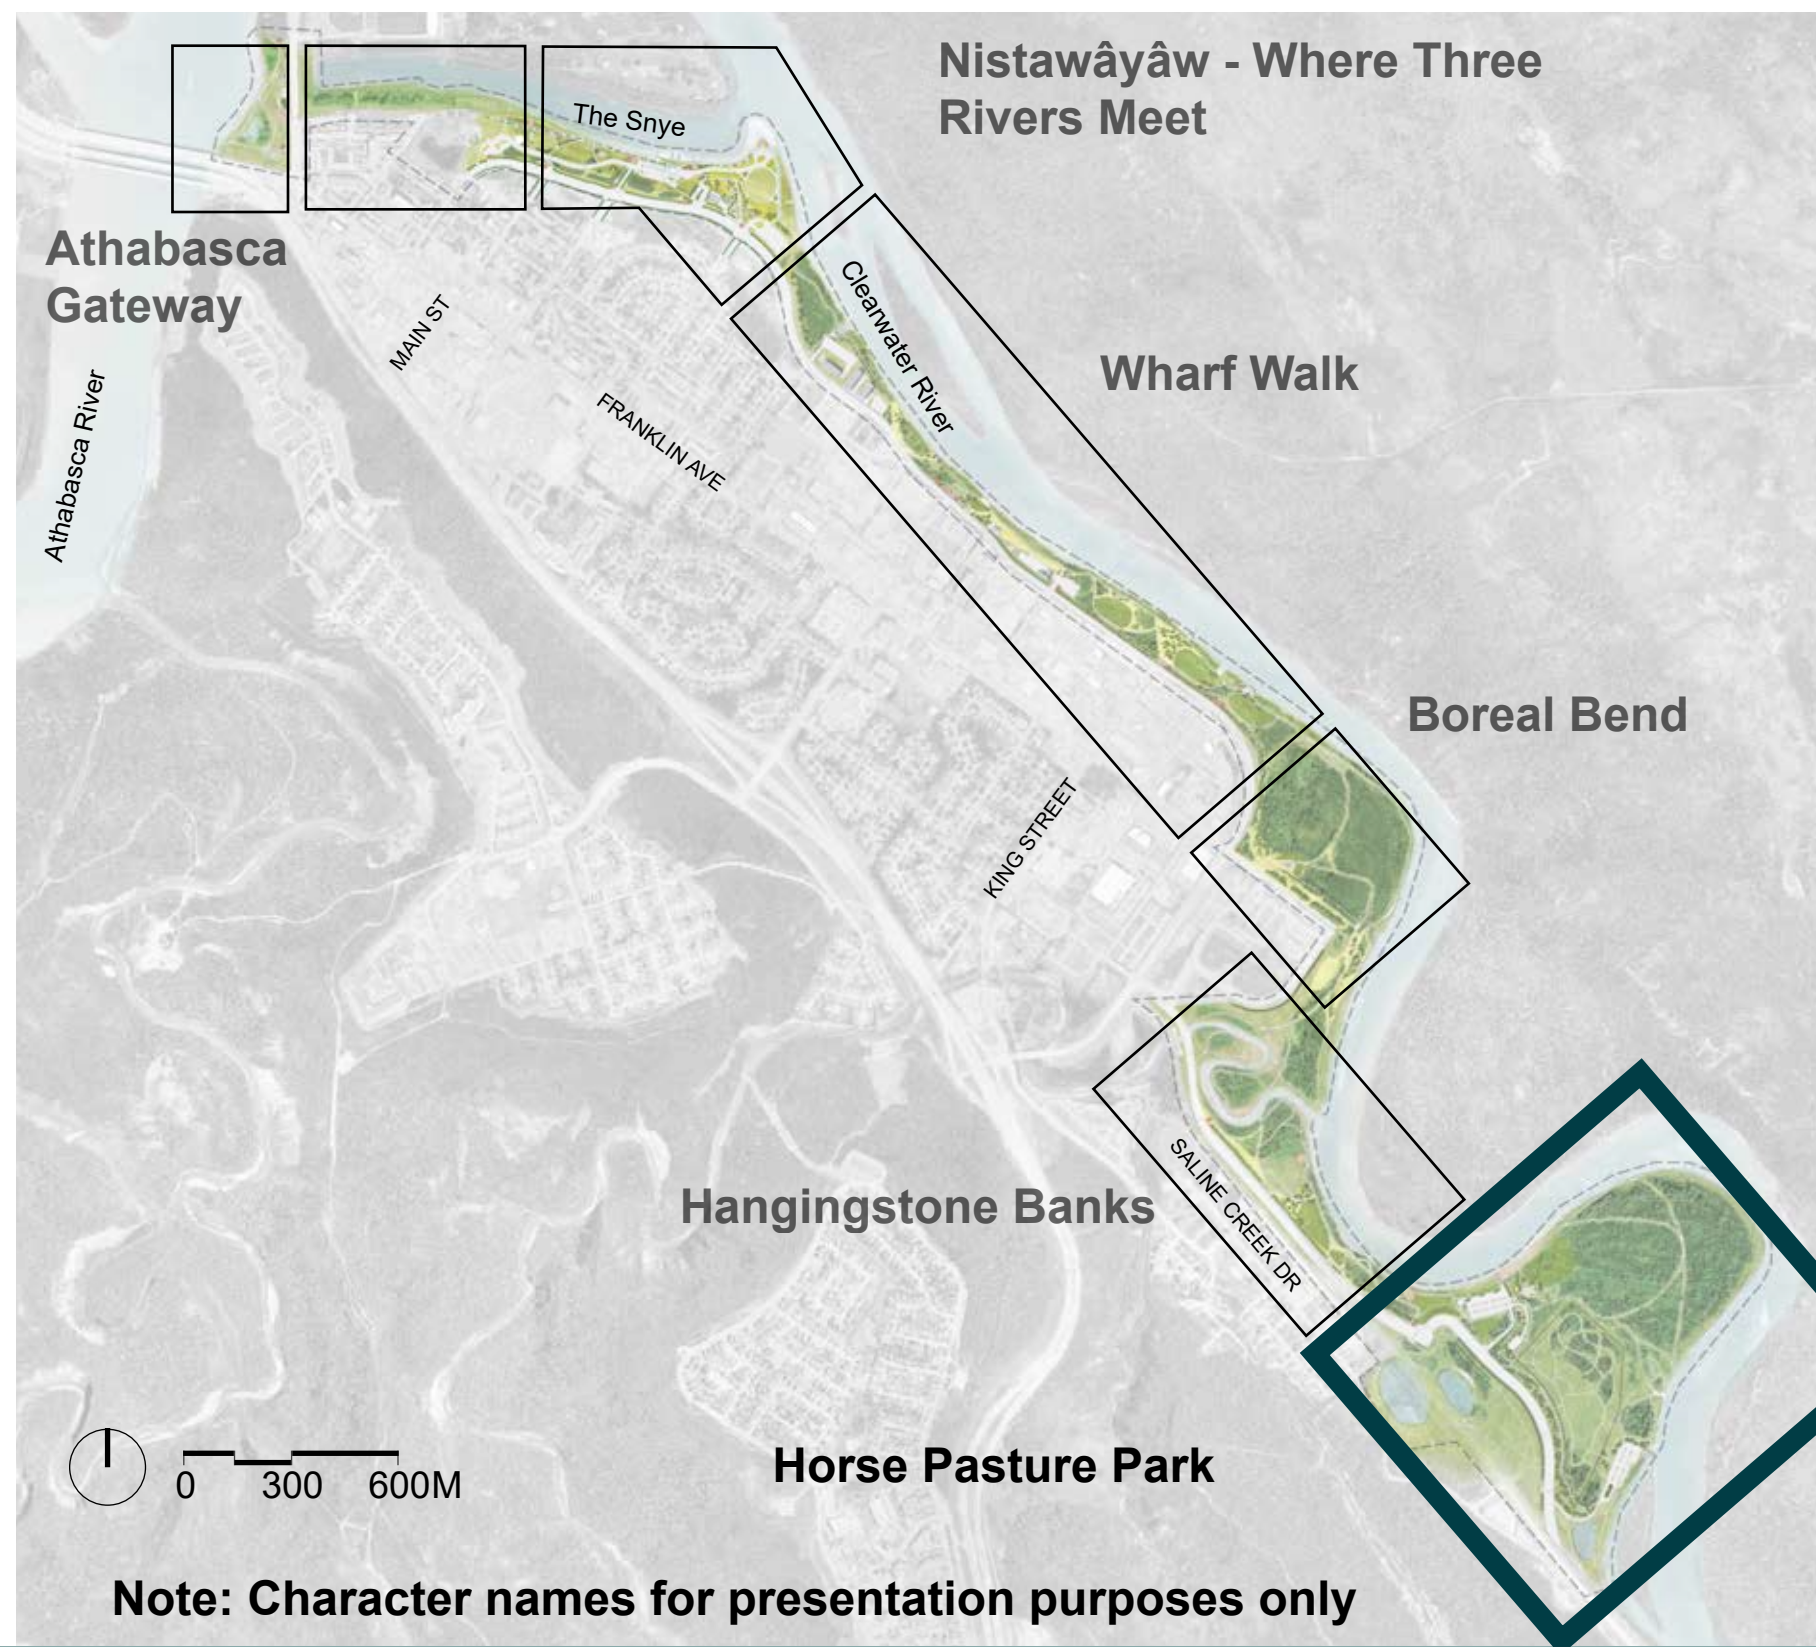 Nistawâyâw - Where Three
Rivers Meet
The Snye
Athabasca
Gateway
MAIN ST
Clearwater River
Wharf Walk
Athabasca River
FRANKLIN AVE
Boreal Bend
KING STREET
Hangingstone Banks
SALINE CREEK DR
Horse Pasture Park
0 300 600M
Note: Character names for presentation purposes only